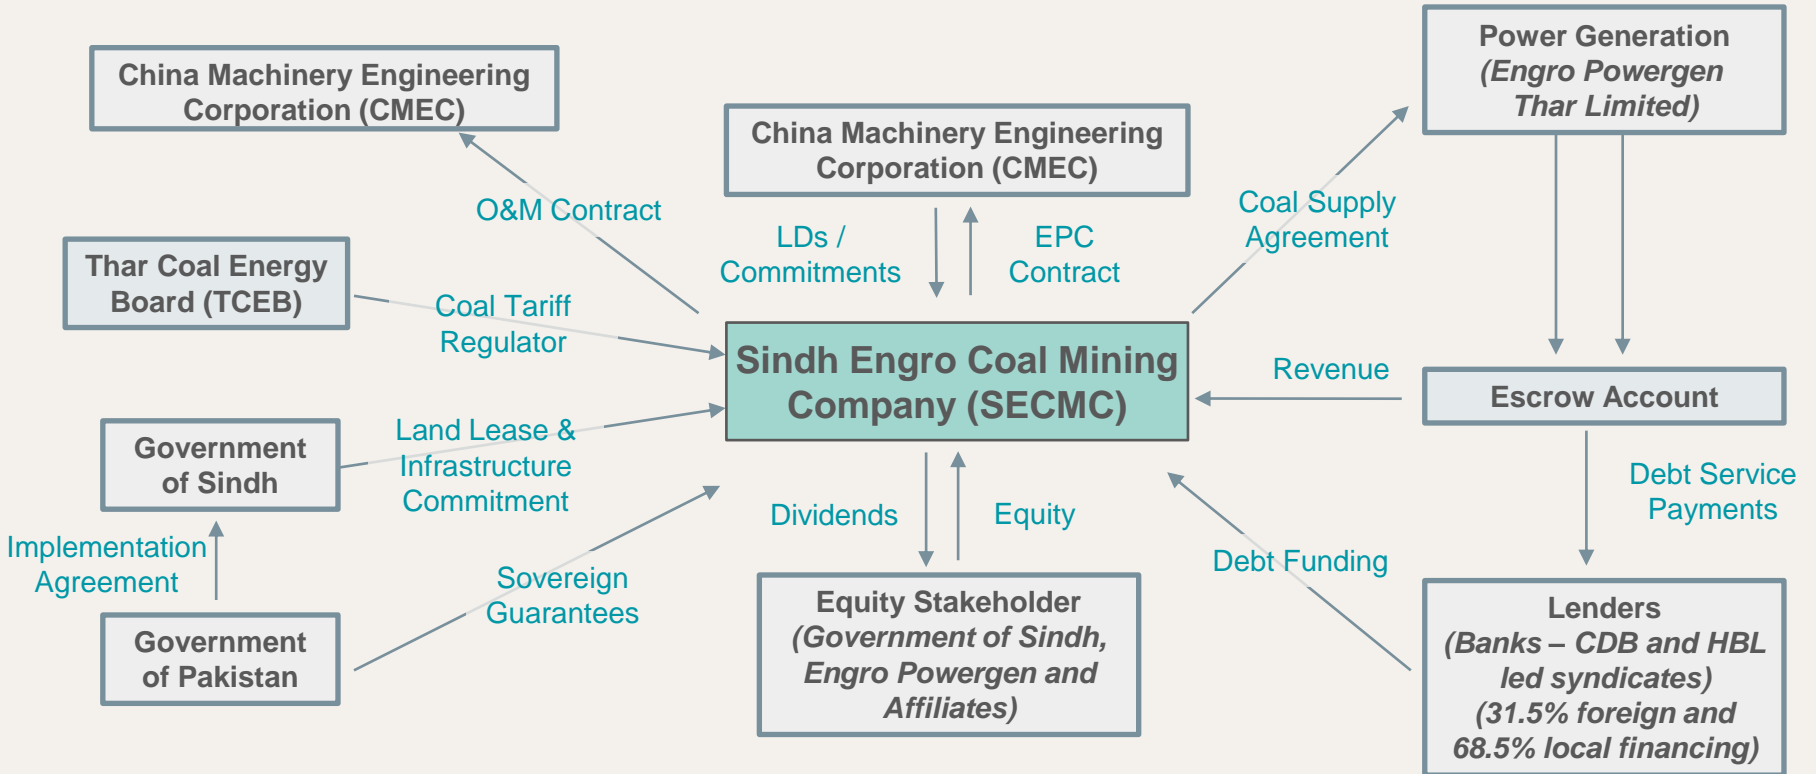 China Machinery Engineering
Corporation (CMEC)
O&M Contract
Thar Coal Energy
Board (TCEB)
Coal Tariff
Regulator
Government
of Sindh
Land Lease &
Infrastructure
Commitment
Implementation
Agreement
Government
of Pakistan
Sovereign
Guarantees
China Machinery Engineering
Corporation (CMEC)
LDs /
Commitments
EPC
Contract
Sindh Engro Coal Mining
Company (SECMC)
Dividends
Equity
Equity Stakeholder
(Government of Sindh,
Engro Powergen and
Affiliates)
Power Generation
(Engro Powergen
Thar Limited)
Coal Supply
Agreement
Revenue
Escrow Account
Debt Service
Payments
Debt Funding
Lenders
(Banks – CDB and HBL
led syndicates)
(31.5% foreign and
68.5% local financing)